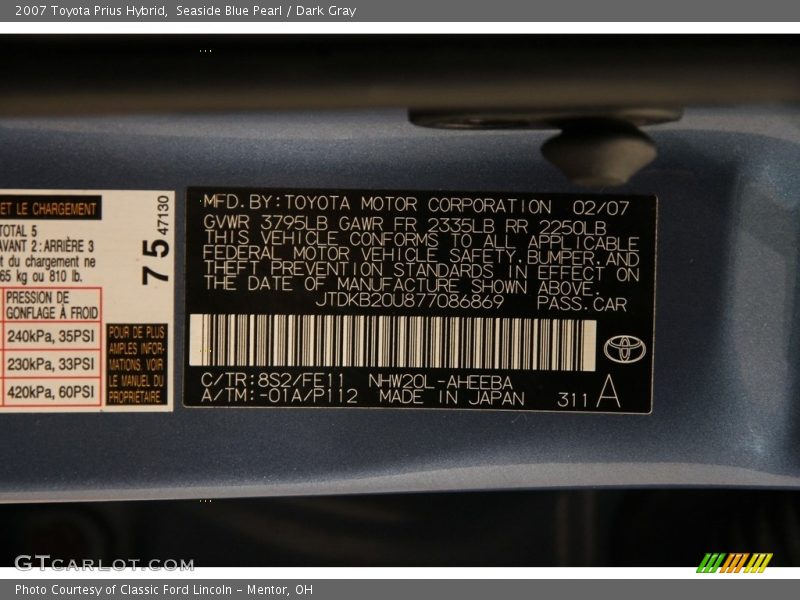 2007 Toyota Prius Hybrid, Seaside Blue Pearl / Dark Gray
ET LE CHARGEMENT
TOTAL 5
AVANT 2: ARRIÈRE 3
t du chargement ne
65 kg ou 810 lb.
PRESSION DE
GONFLAGE À FROID
240kPa, 35PSI
230kPa, 33PSI
420kPa, 60PSI
75
47130
POUR DE PLUS
AMPLES INFOR-
MATIONS, VOIR
LE MANUEL DU
PROPRIÉTAIRE.
MFD. BY: TOYOTA MOTOR CORPORATION 02/07
GVWR 3795LB GAWR FR 2335LB RR 2250LB
THIS VEHICLE CONFORMS TO ALL APPLICABLE
FEDERAL MOTOR VEHICLE SAFETY, BUMPER, AND
THEFT PREVENTION STANDARDS IN EFFECT ON
THE DATE OF MANUFACTURE SHOWN ABOVE.
JTDKB20U877086869 PASS. CAR
C/TR: 8S2/FE11 NHW20L-AHEEBA
A/TM: -01A/P112 MADE IN JAPAN 311 A
GTCARLOT.COM
Photo Courtesy of Classic Ford Lincoln - Mentor, OH